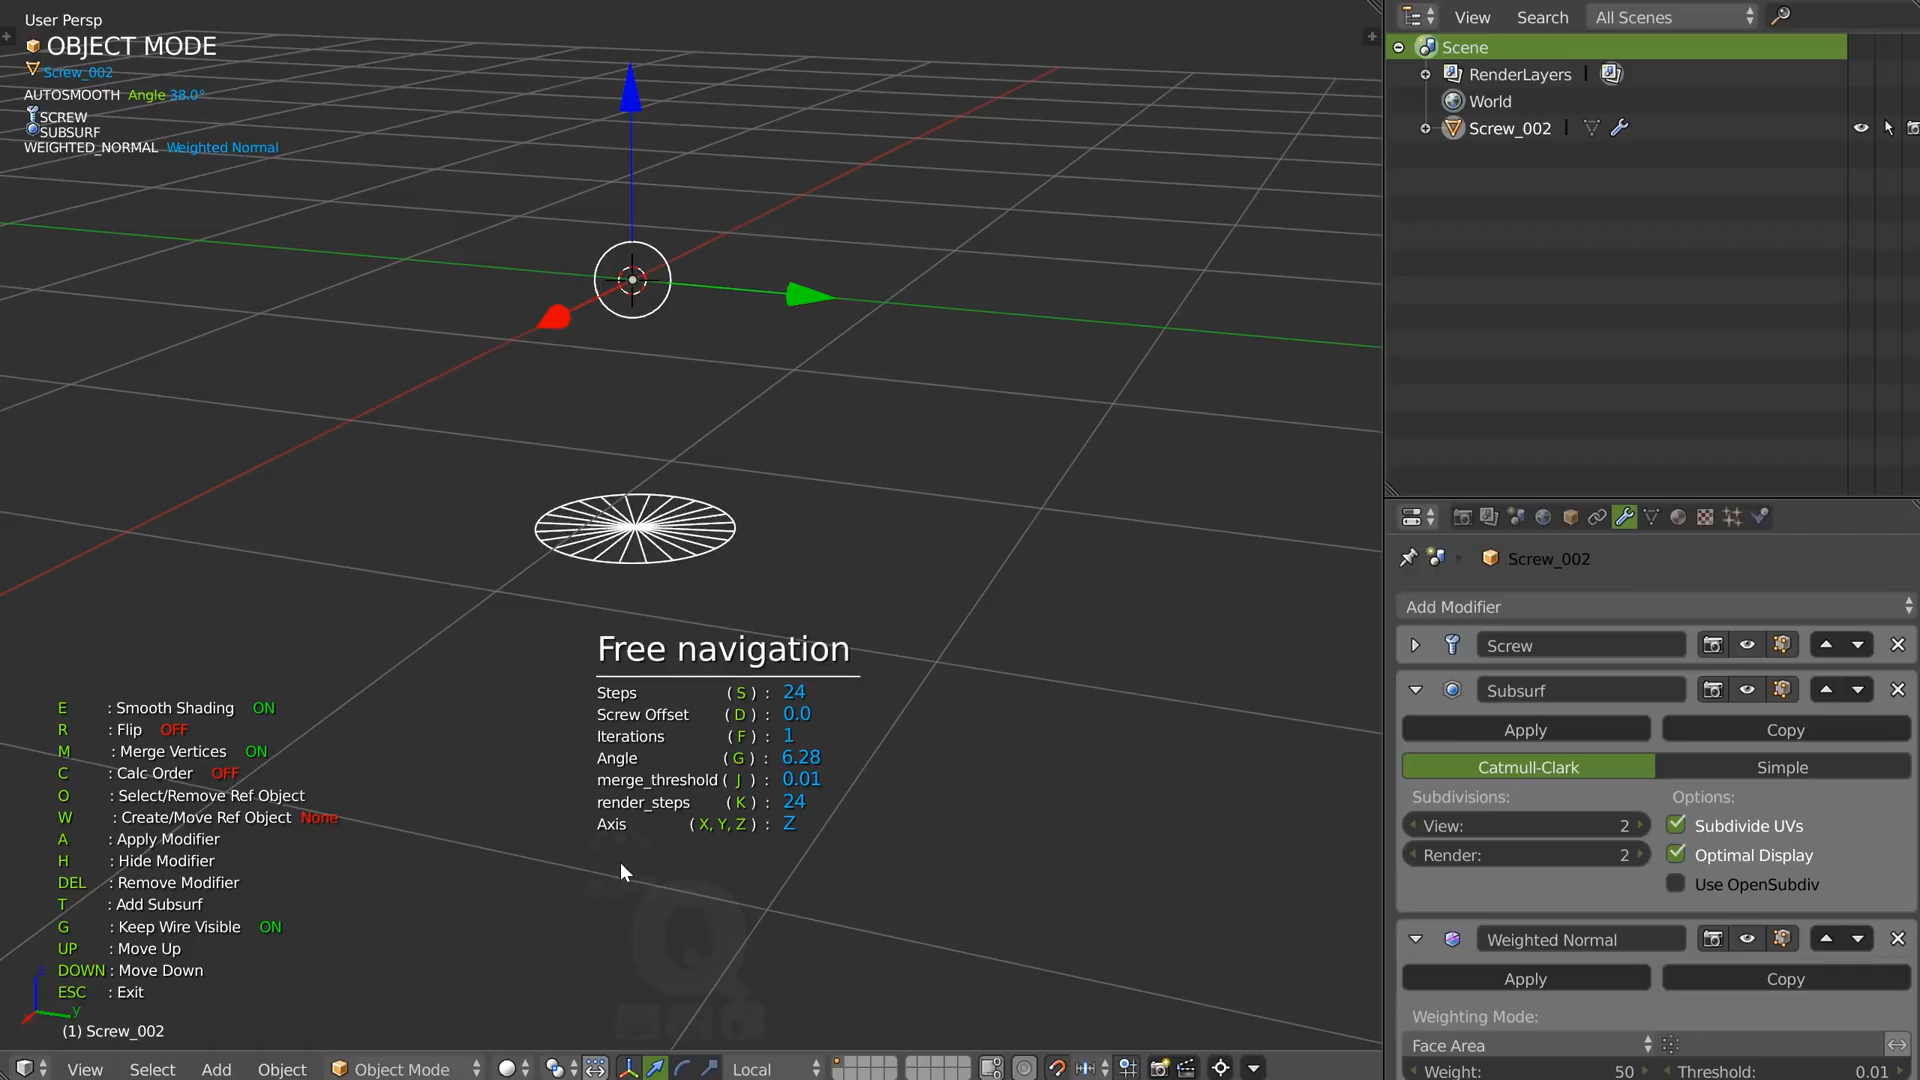 User Persp
OBJECT MODE
Screw_002
AUTOSMOOTH Angle 38.0°
SCREW
SUBSURF
WEIGHTED_NORMAL Weighted Normal
View Search All Scenes
Scene
RenderLayers
World
Screw_002
Screw_002
Add Modifier
Screw
Subsurf
Apply Copy
Catmull-Clark Simple
Subdivisions: Options:
View: 2 Subdivide UVs
Render: 2 Optimal Display
Use OpenSubdiv
Weighted Normal
Apply Copy
Weighting Mode:
Face Area
Weight: 50 Threshold: 0.01
Free navigation
Steps ( S ) : 24
Screw Offset ( D ) : 0.0
Iterations ( F ) : 1
Angle ( G ) : 6.28
merge_threshold ( J ) : 0.01
render_steps ( K ) : 24
Axis ( X, Y, Z ) : Z
E : Smooth Shading ON
R : Flip OFF
M : Merge Vertices ON
C : Calc Order OFF
O : Select/Remove Ref Object
W : Create/Move Ref Object None
A : Apply Modifier
H : Hide Modifier
DEL : Remove Modifier
T : Add Subsurf
G : Keep Wire Visible ON
UP : Move Up
DOWN : Move Down
ESC : Exit
z
y
(1) Screw_002
View Select Add Object Object Mode Local